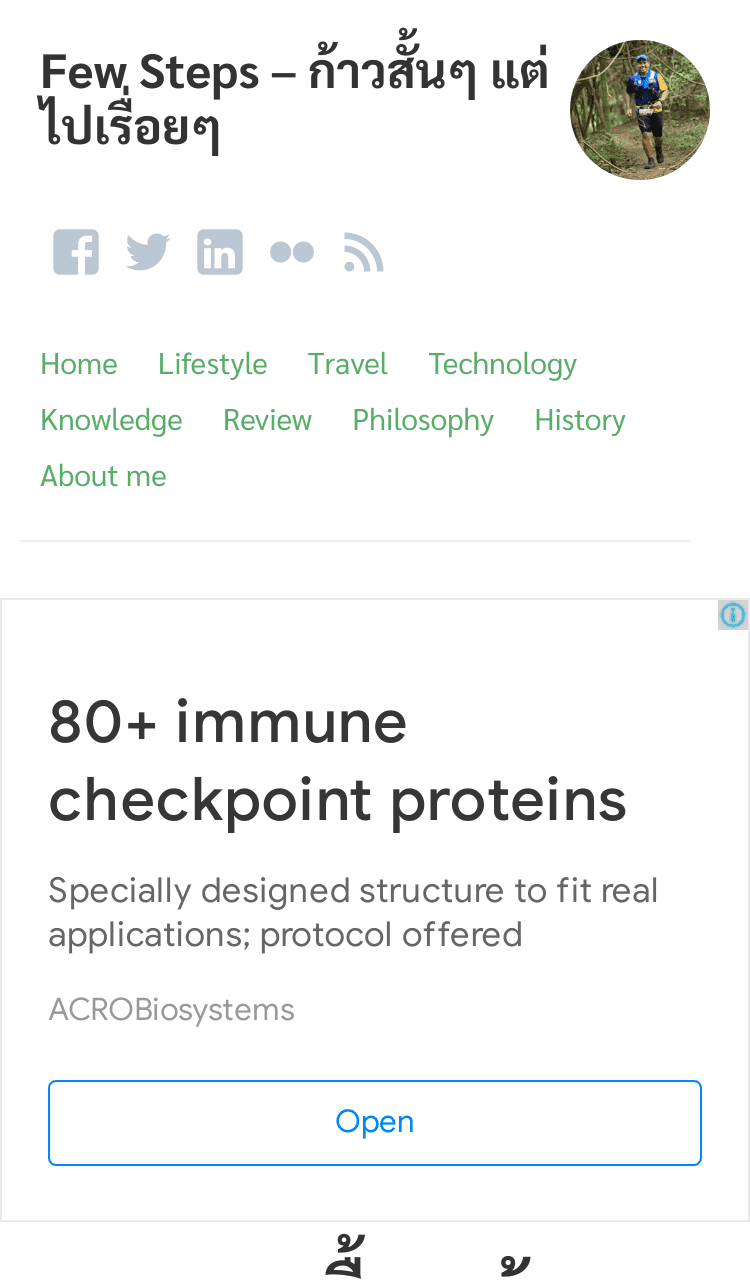 Few Steps – ก้าวสั้นๆ แต่
ไปเรื่อยๆ
Home Lifestyle Travel Technology
Knowledge Review Philosophy History
About me
80+ immune
checkpoint proteins
Specially designed structure to fit real
applications; protocol offered
ACROBiosystems
Open